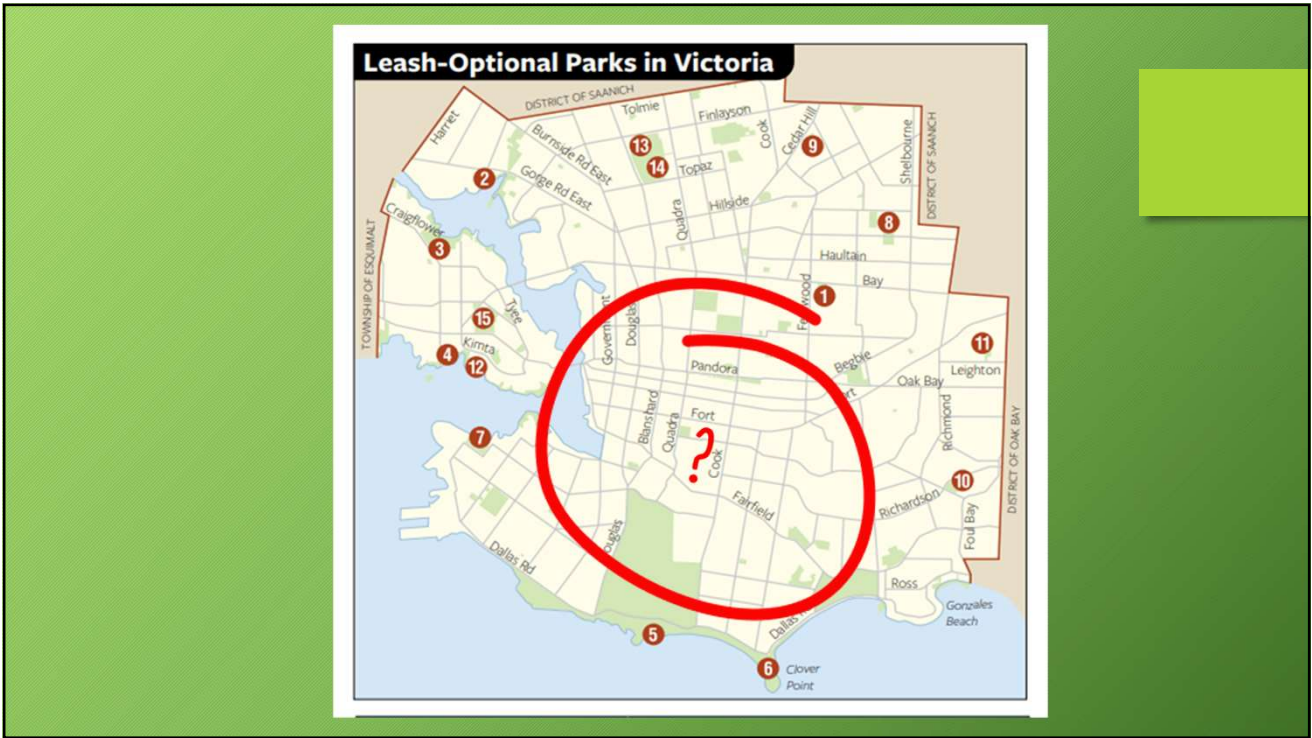 Leash-Optional Parks in Victoria
DISTRICT OF SAANICH
Harriet
Tolmie
Finlayson
Cook
Cedar Hill
Burnside Rd East
13
14
9
Topaz
Shelbourne
DISTRICT OF SAANICH
2
Gorge Rd East
Quadra
Hillside
Craigflower
3
8
TOWNSHIP OF ESQUIMALT
Haultain
Bay
1
Tyee
15
Government
Douglas
Kimta
4
12
11
Pandora
Begbie
Leighton
Oak Bay
Blanshard
Quadra
Fort
?
Cook
Richmond
DISTRICT OF OAK BAY
7
10
Fairfield
Richardson
Foul Bay
ouglas
Dallas Rd
Ross
Gonzales
Beach
5
Dallas
6
Clover
Point